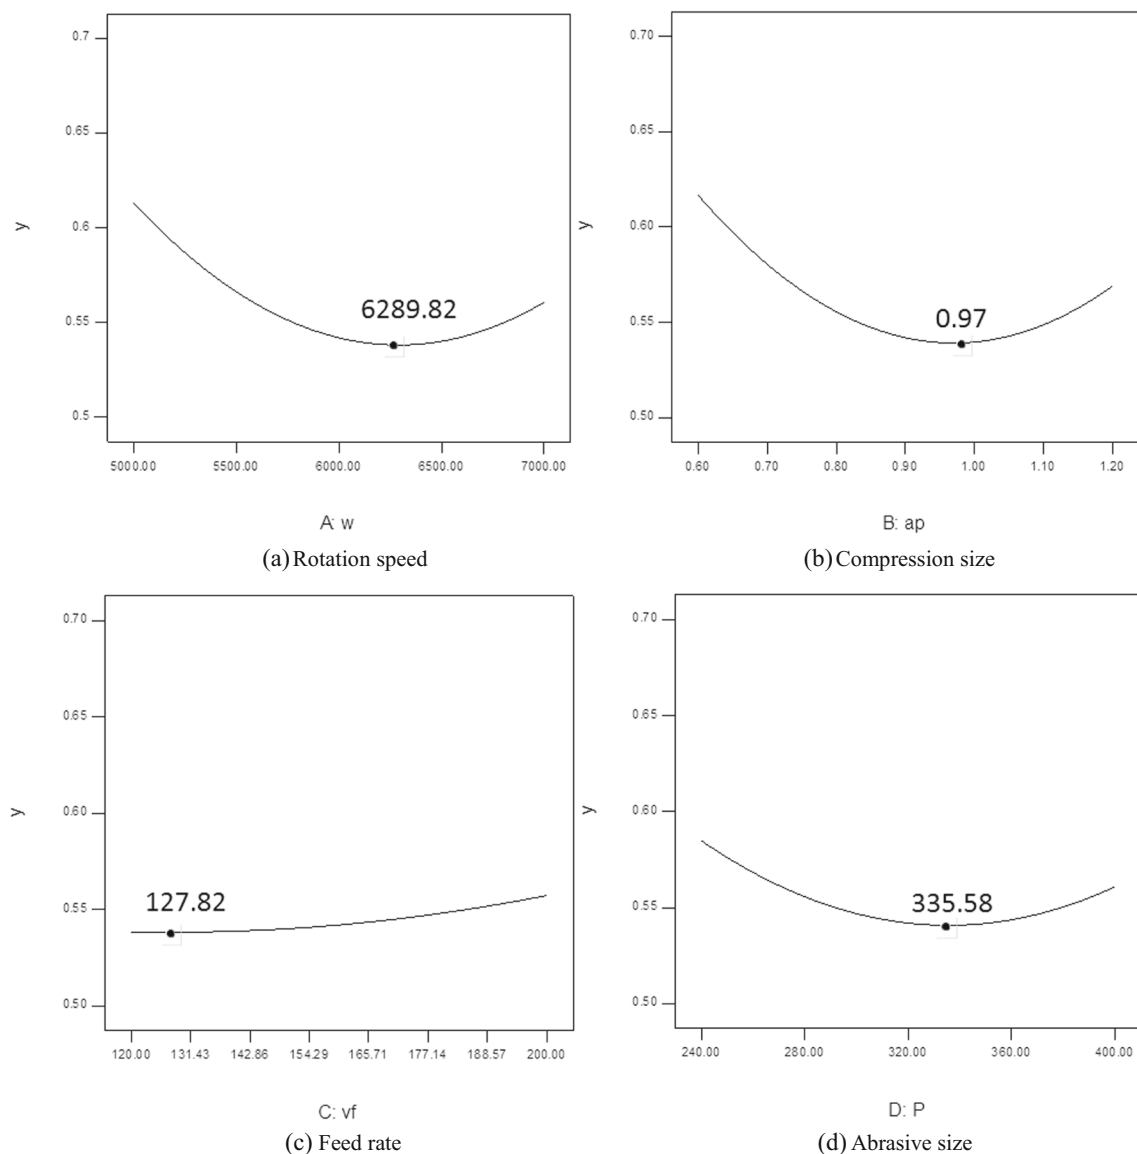 0.7
0.65
0.6
0.55
0.5
y
6289.82
5000.00 5500.00 6000.00 6500.00 7000.00
A: w
(a) Rotation speed
0.70
0.65
0.60
0.55
0.50
y
0.97
0.60 0.70 0.80 0.90 1.00 1.10 1.20
B: ap
(b) Compression size
0.70
0.65
0.60
0.55
0.50
y
127.82
120.00 131.43 142.86 154.29 165.71 177.14 188.57 200.00
C: vf
(c) Feed rate
0.70
0.65
0.60
0.55
0.50
y
335.58
240.00 280.00 320.00 360.00 400.00
D: P
(d) Abrasive size